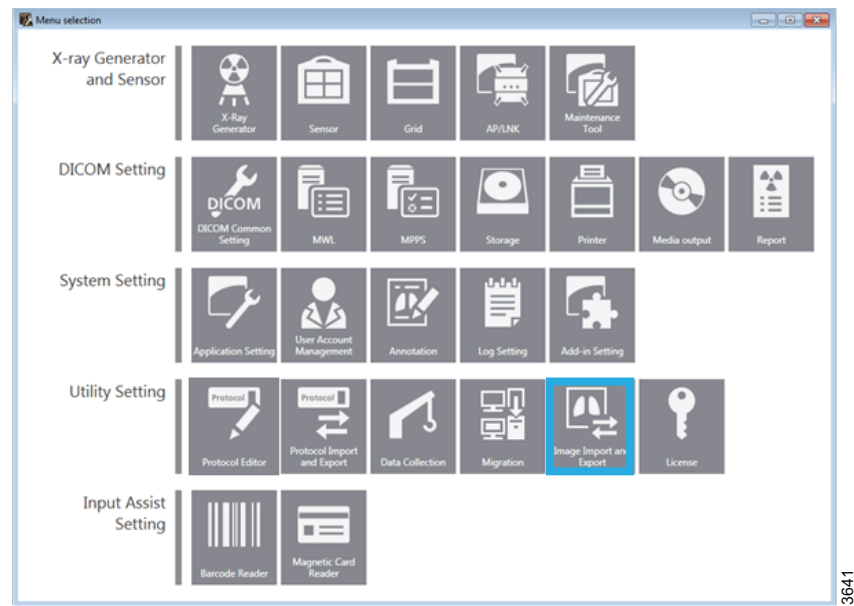 Menu selection
X-ray Generator
and Sensor
X-Ray
Generator
Sensor
Grid
AP/LNK
Maintenance
Tool
DICOM Setting
DICOM
DICOM Common
Setting
MWL
MPPS
Storage
Printer
Media output
Report
System Setting
Application Setting
User Account
Management
Annotation
Log Setting
Add-in Setting
Utility Setting
Protocol
Protocol Editor
Protocol
Protocol Import
and Export
Data Collection
Migration
Image Import an
Export
License
Input Assist
Setting
Barcode Reader
Magnetic Card
Reader
3641